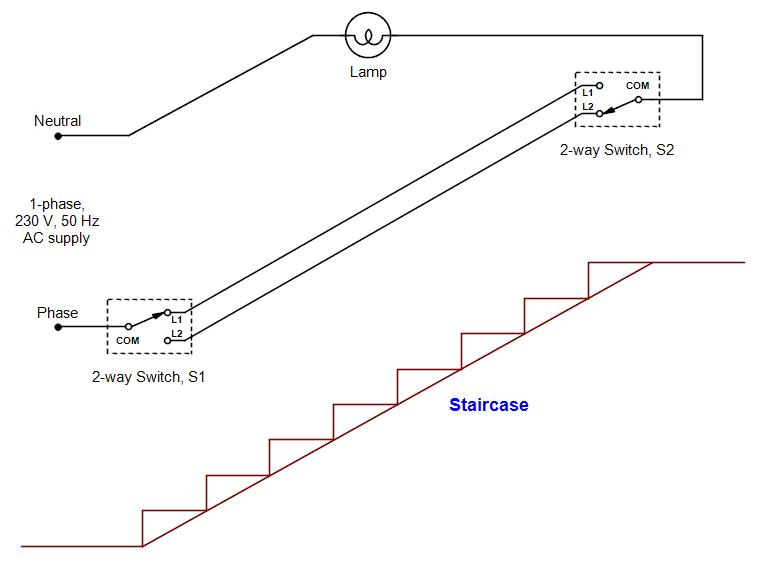 Lamp
L1
COM
L2
2-way Switch, S2
Neutral
1-phase,
230 V, 50 Hz
AC supply
Phase
L1
L2
COM
2-way Switch, S1
Staircase